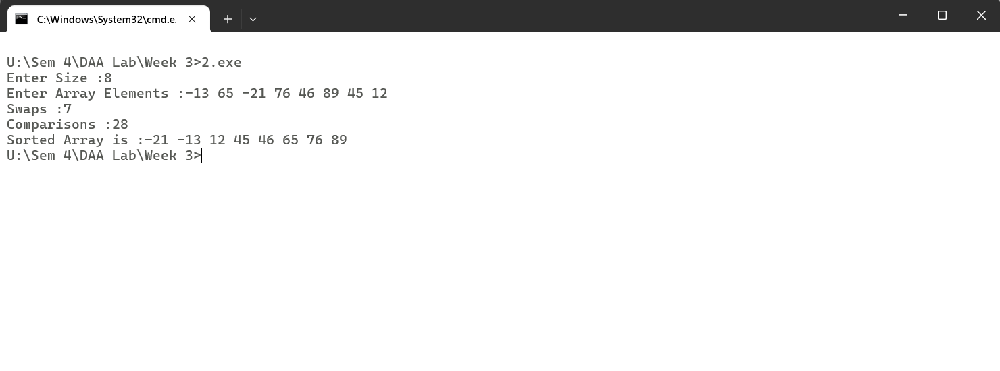 C:\Windows\System32\cmd.e
U:\Sem 4\DAA Lab\Week 3>2.exe
Enter Size :8
Enter Array Elements :-13 65 -21 76 46 89 45 12
Swaps :7
Comparisons :28
Sorted Array is :-21 -13 12 45 46 65 76 89
U:\Sem 4\DAA Lab\Week 3>